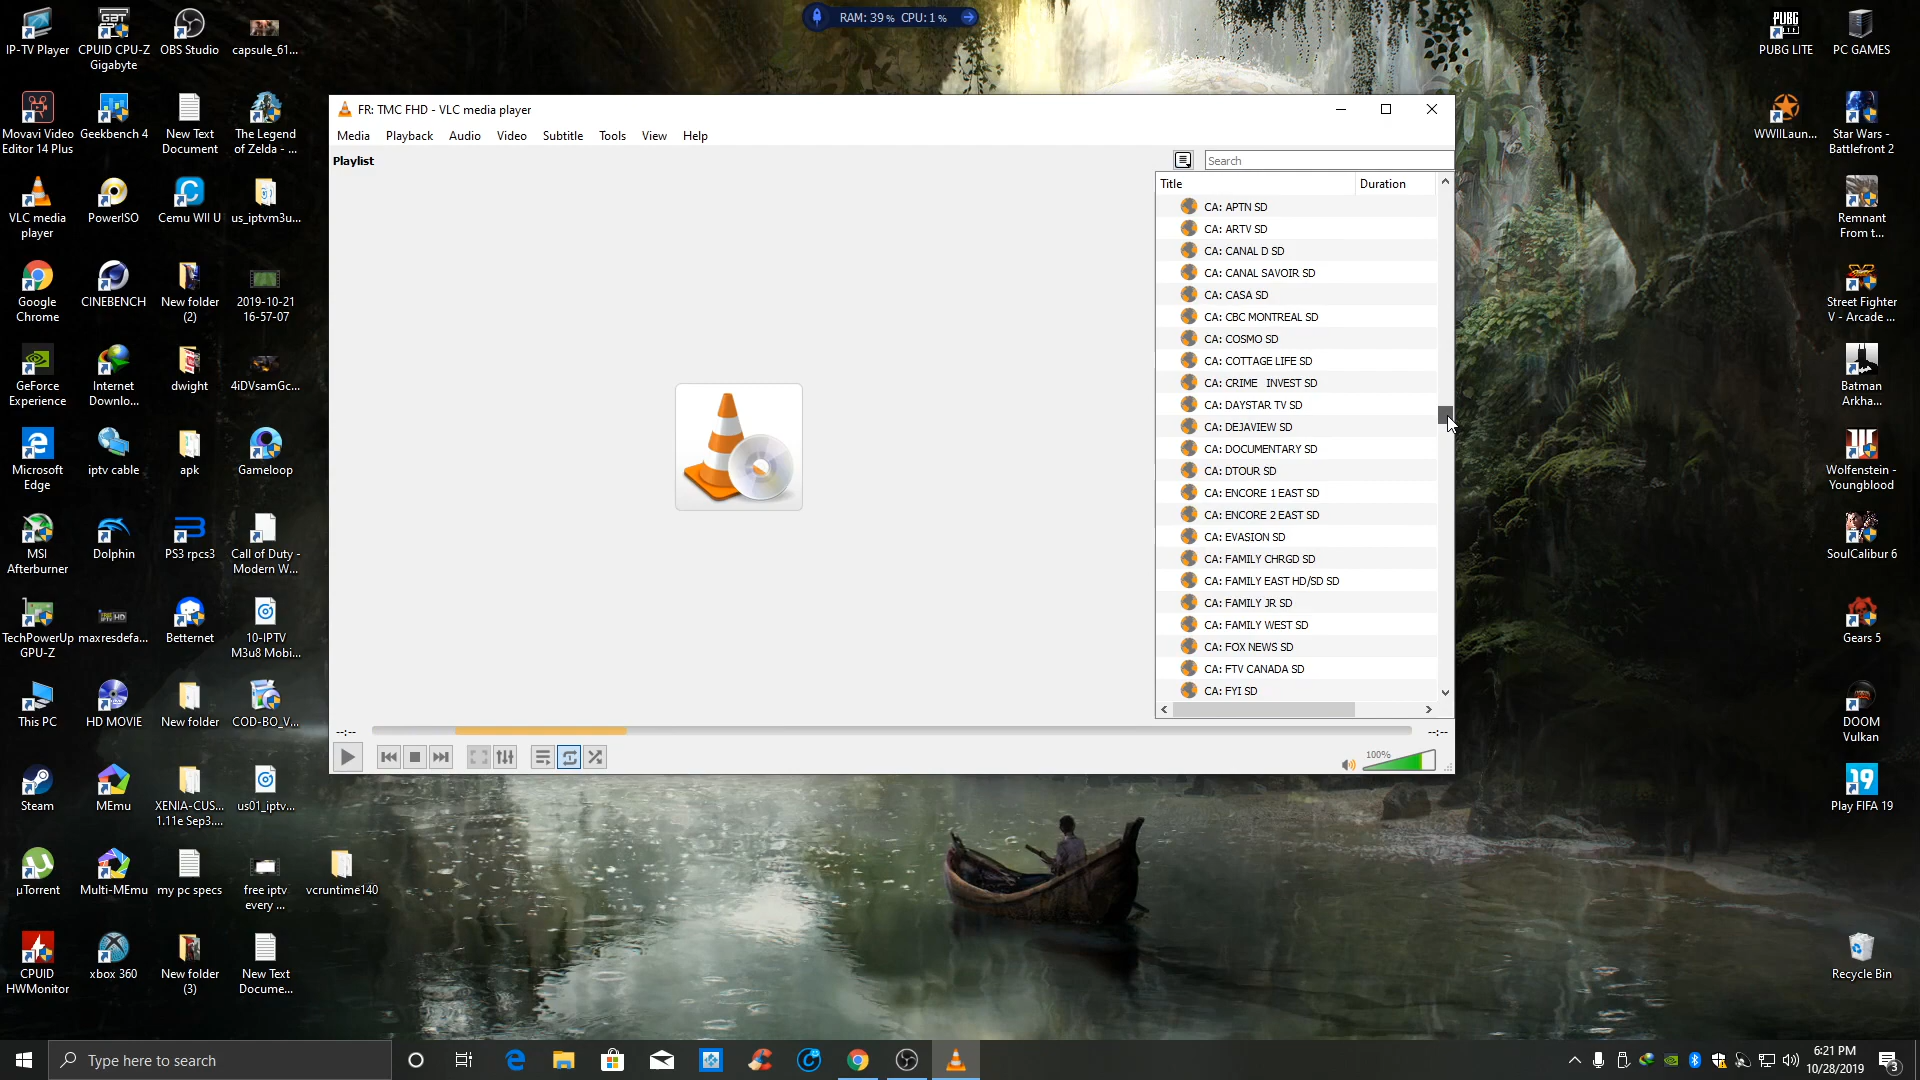 RAM: 39% CPU: 1%
IP-TV Player
CPUID CPU-Z
Gigabyte
OBS Studio
capsule_61...
PUBG LITE
PC GAMES
Movavi Video
Editor 14 Plus
Geekbench 4
New Text
Document
The Legend
of Zelda - ...
WWIILaun...
Star Wars -
Battlefront 2
VLC media
player
PowerISO
Cemu WII U
us_iptvm3u...
Remnant
From t...
Google
Chrome
CINEBENCH
New folder
(2)
2019-10-21
16-57-07
Street Fighter
V - Arcade ...
GeForce
Experience
Internet
Downlo...
dwight
4iDVsamGc...
Batman
Arkha...
Microsoft
Edge
iptv cable
apk
Gameloop
Wolfenstein -
Youngblood
MSI
Afterburner
Dolphin
PS3 rpcs3
Call of Duty -
Modern W...
SoulCalibur 6
TechPowerUp
GPU-Z
maxresdefa...
Betternet
10-IPTV
M3u8 Mobi...
Gears 5
This PC
HD MOVIE
New folder
COD-BO_V...
DOOM
Vulkan
Steam
MEmu
XENIA-CUS...
1.11e Sep3....
us01_iptv...
Play FIFA 19
µTorrent
Multi-MEmu
my pc specs
free iptv
every ...
vcruntime140
CPUID
HWMonitor
xbox 360
New folder
(3)
New Text
Docume...
Recycle Bin
FR: TMC FHD - VLC media player
Media Playback Audio Video Subtitle Tools View Help
Playlist
Search
Title Duration
CA: APTN SD
CA: ARTV SD
CA: CANAL D SD
CA: CANAL SAVOIR SD
CA: CASA SD
CA: CBC MONTREAL SD
CA: COSMO SD
CA: COTTAGE LIFE SD
CA: CRIME   INVEST SD
CA: DAYSTAR TV SD
CA: DEJAVIEW SD
CA: DOCUMENTARY SD
CA: DTOUR SD
CA: ENCORE 1 EAST SD
CA: ENCORE 2 EAST SD
CA: EVASION SD
CA: FAMILY CHRGD SD
CA: FAMILY EAST HD/SD SD
CA: FAMILY JR SD
CA: FAMILY WEST SD
CA: FOX NEWS SD
CA: FTV CANADA SD
CA: FYI SD
--:-- --:--
100%
Type here to search
6:21 PM
10/28/2019
3